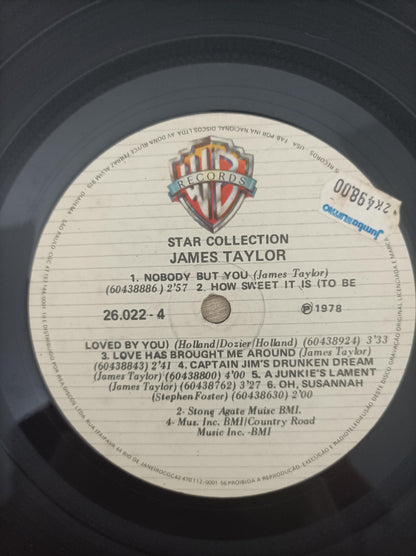 WB
RECORDS
2X498.00
Jumbo
STAR COLLECTION
JAMES TAYLOR
1. NOBODY BUT YOU (James Taylor)
(60438886) 2'57 2. HOW SWEET IT IS (TO BE
26.022-4
℗ 1978
LOVED BY YOU) (Holland/Dozier/Holland) (60438924) 3'33
3. LOVE HAS BROUGHT ME AROUND (James Taylor)
(60438843) 2'41 4. CAPTAIN JIM'S DRUNKEN DREAM
(James Taylor) (60438800) 4'00 5. A JUNKIE'S LAMENT
(James Taylor) (60438762) 3'27 6. OH, SUSANNAH
(Stephen Foster) (60438630) 2'00
2- Stong Agate Muisc BMI.
4- Mus. Inc. BMI/Country Road
Music Inc. -BMI